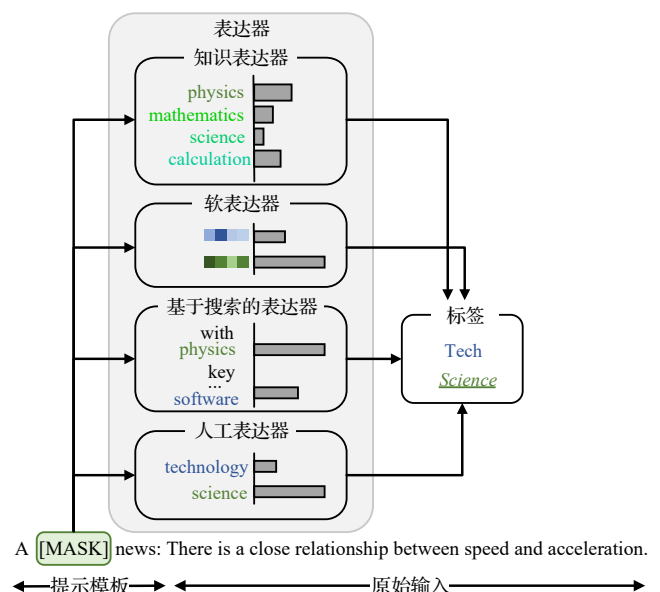 表达器
知识表达器
physics
mathematics
science
calculation
软表达器
基于搜索的表达器
with
physics
key
...
software
人工表达器
technology
science
标签
Tech
Science
A [MASK] news: There is a close relationship between speed and acceleration.
提示模板
原始输入